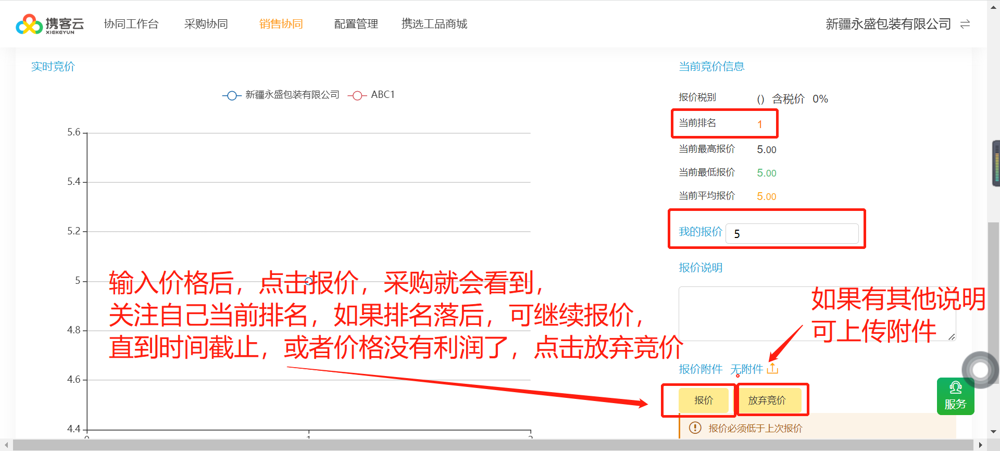 携客云
XIEKEYUN
协同工作台
采购协同
销售协同
配置管理
携选工品商城
新疆永盛包装有限公司
实时竞价
新疆永盛包装有限公司
ABC1
5.6
5.4
5.2
5
4.8
4.6
4.4
1
输入价格后，点击报价，采购就会看到，
关注自己当前排名，如果排名落后，可继续报价，
直到时间截止，或者价格没有利润了，点击放弃竞价
当前竞价信息
报价税别 () 含税价 0%
当前排名 1
当前最高报价 5.00
当前最低报价 5.00
当前平均报价 5.00
我的报价 5
报价说明
如果有其他说明
可上传附件
报价附件 无附件
报价
放弃竞价
报价必须低于上次报价
服务